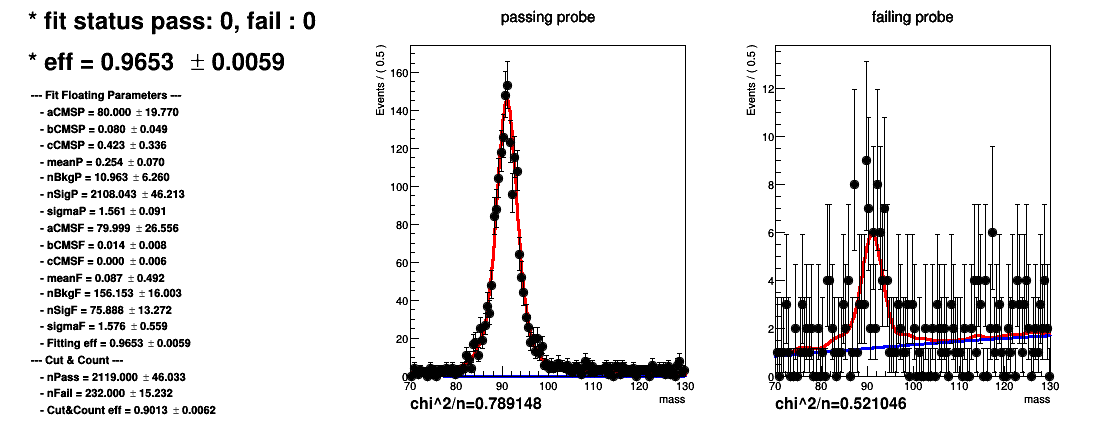 * fit status pass: 0, fail : 0
* eff = 0.9653 ± 0.0059
--- Fit Floating Parameters ---
- aCMSP = 80.000 ± 19.770
- bCMSP = 0.080 ± 0.049
- cCMSP = 0.423 ± 0.336
- meanP = 0.254 ± 0.070
- nBkgP = 10.963 ± 6.260
- nSigP = 2108.043 ± 46.213
- sigmaP = 1.561 ± 0.091
- aCMSF = 79.999 ± 26.556
- bCMSF = 0.014 ± 0.008
- cCMSF = 0.000 ± 0.006
- meanF = 0.087 ± 0.492
- nBkgF = 156.153 ± 16.003
- nSigF = 75.888 ± 13.272
- sigmaF = 1.576 ± 0.559
- Fitting eff = 0.9653 ± 0.0059
--- Cut & Count ---
- nPass = 2119.000 ± 46.033
- nFail = 232.000 ± 15.232
- Cut&Count eff = 0.9013 ± 0.0062
passing probe
Events / ( 0.5 )
160
140
120
100
80
60
40
20
0
70 80 90 100 110 120 130
mass
chi^2/n=0.789148
failing probe
Events / ( 0.5 )
12
10
8
6
4
2
0
70 80 90 100 110 120 130
mass
chi^2/n=0.521046